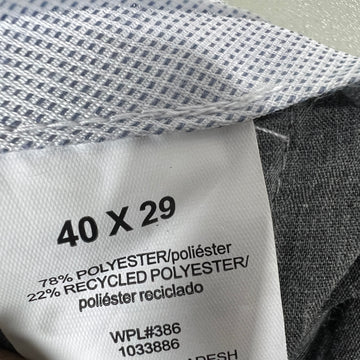 40 X 29
78% POLYESTER/poliéster
22% RECYCLED POLYESTER/
poliéster reciclado
WPL#386
1033886